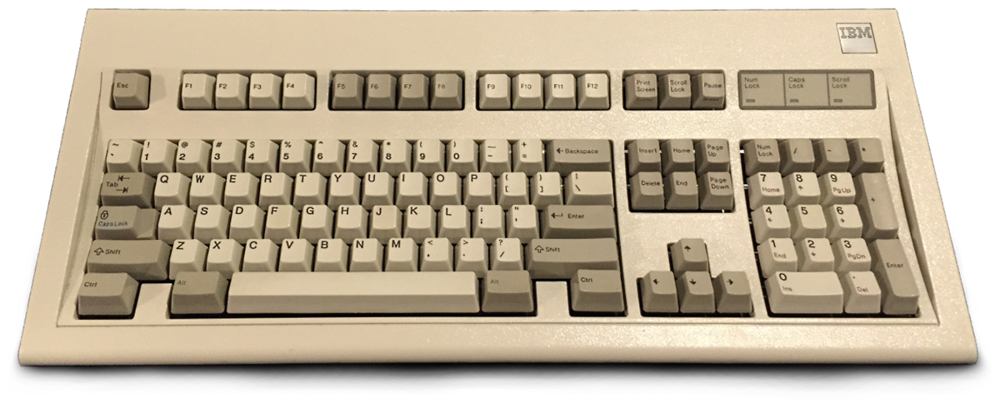 IBM
Esc F1 F2 F3 F4 F5 F6 F7 F8 F9 F10 F11 F12 Print Screen Scroll Lock Pause Num Lock Caps Lock Scroll Lock
~ ` ! 1 @ 2 # 3 $ 4 % 5 ^ 6 & 7 * 8 ( 9 ) 0 _ - + = ← Backspace Insert Home Page Up Num Lock / - *
Tab Q W E R T Y U I O P { [ } ] | \ Delete End Page Down 7 Home 8 ↑ 9 PgUp +
Caps Lock A S D F G H J K L : ; " ' ↵ Enter 4 ← 5 6 →
⇧ Shift Z X C V B N M < , > . ? / ⇧ Shift ↑ 1 End 2 ↓ 3 PgDn Enter
Ctrl Alt Alt Ctrl ← ↓ → 0 Ins . Del